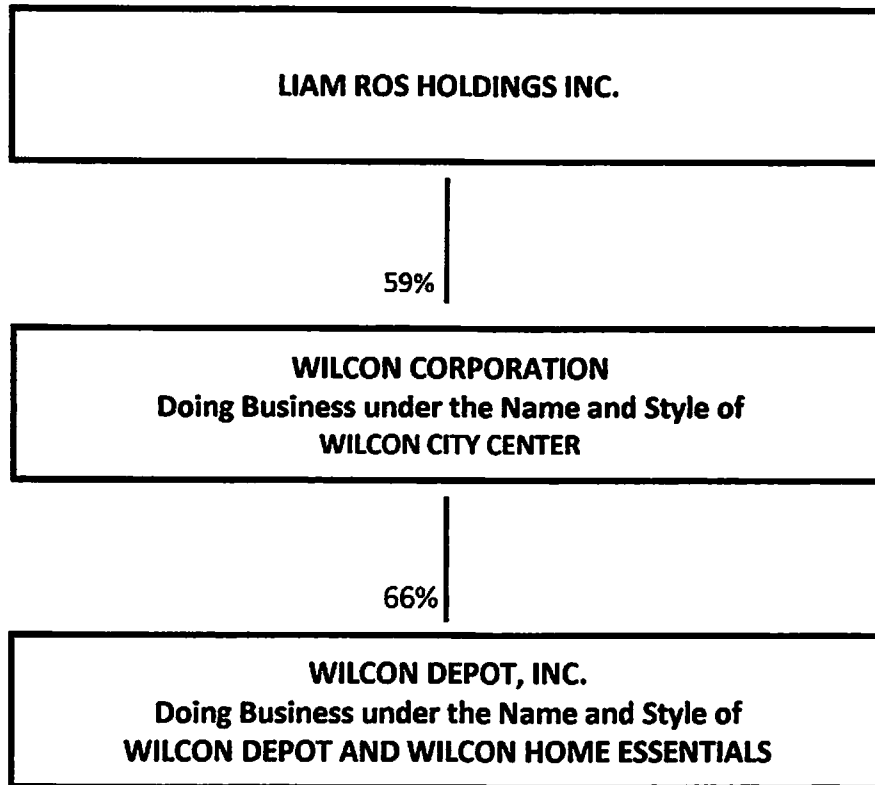 LIAM ROS HOLDINGS INC.
59%
WILCON CORPORATION
Doing Business under the Name and Style of
WILCON CITY CENTER
66%
WILCON DEPOT, INC.
Doing Business under the Name and Style of
WILCON DEPOT AND WILCON HOME ESSENTIALS